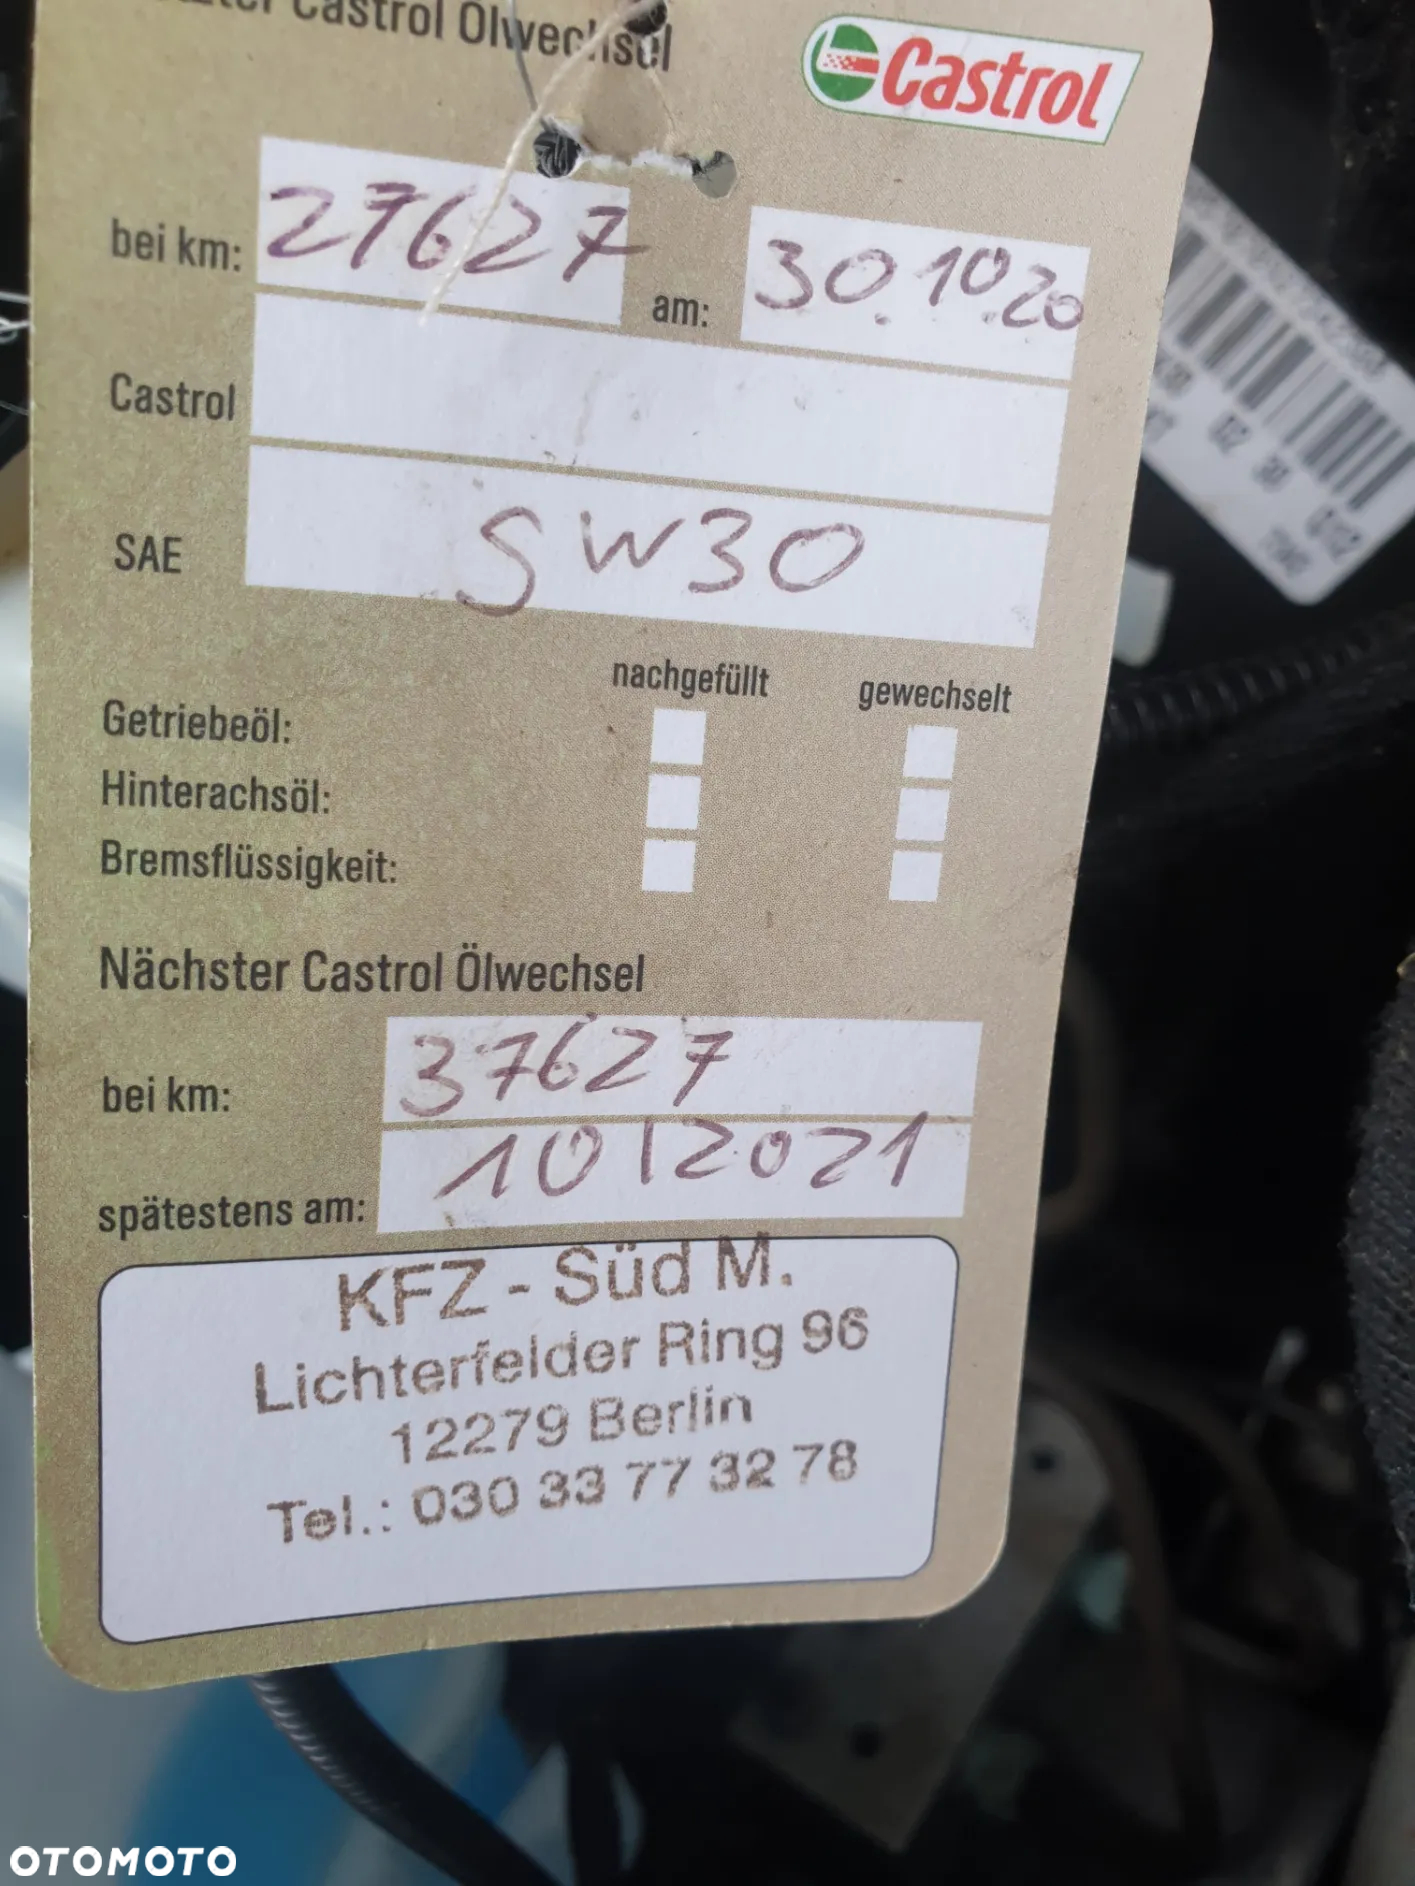 Castrol Ölwechsel
Castrol
bei km: 27627 am: 30.10.20
Castrol
SAE 5W30
nachgefüllt gewechselt
Getriebeöl:
Hinterachsöl:
Bremsflüssigkeit:
Nächster Castrol Ölwechsel
bei km: 37627
spätestens am: 10/2021
KFZ - Süd M.
Lichterfelder Ring 96
12279 Berlin
Tel.: 030 33 77 32 78
OTOMOTO